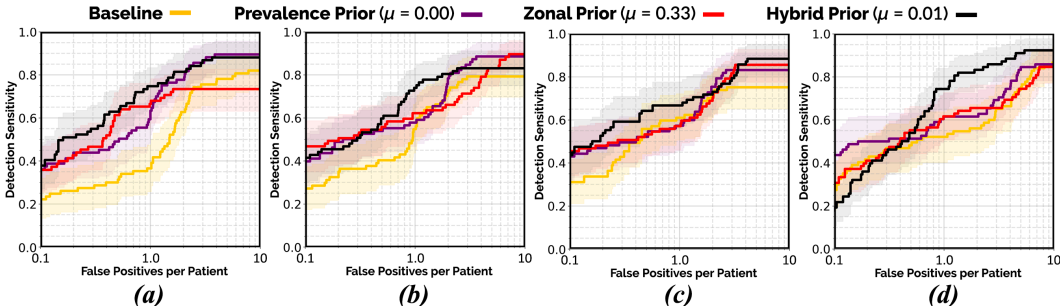 Baseline Prevalence Prior (μ = 0.00) Zonal Prior (μ = 0.33) Hybrid Prior (μ = 0.01)
Detection Sensitivity
1.0
0.8
0.6
0.4
0.2
0.0
0.1 1.0 10
False Positives per Patient
(a)
Detection Sensitivity
1.0
0.8
0.6
0.4
0.2
0.0
0.1 1.0 10
False Positives per Patient
(b)
Detection Sensitivity
1.0
0.8
0.6
0.4
0.2
0.0
0.1 1.0 10
False Positives per Patient
(c)
Detection Sensitivity
1.0
0.8
0.6
0.4
0.2
0.0
0.1 1.0 10
False Positives per Patient
(d)